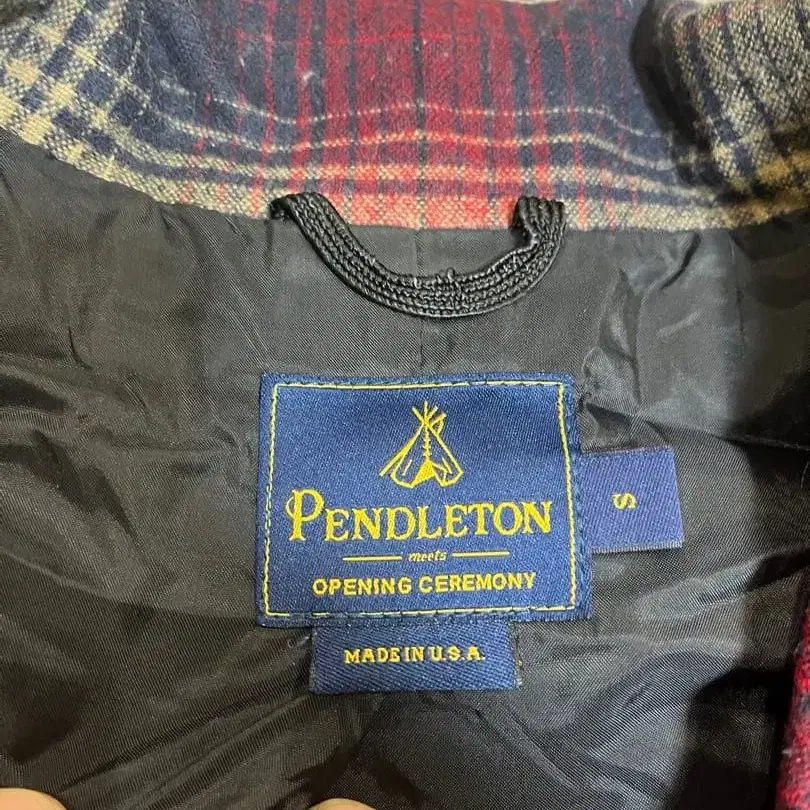 PENDLETON
meets
OPENING CEREMONY
S
MADE IN U.S.A.